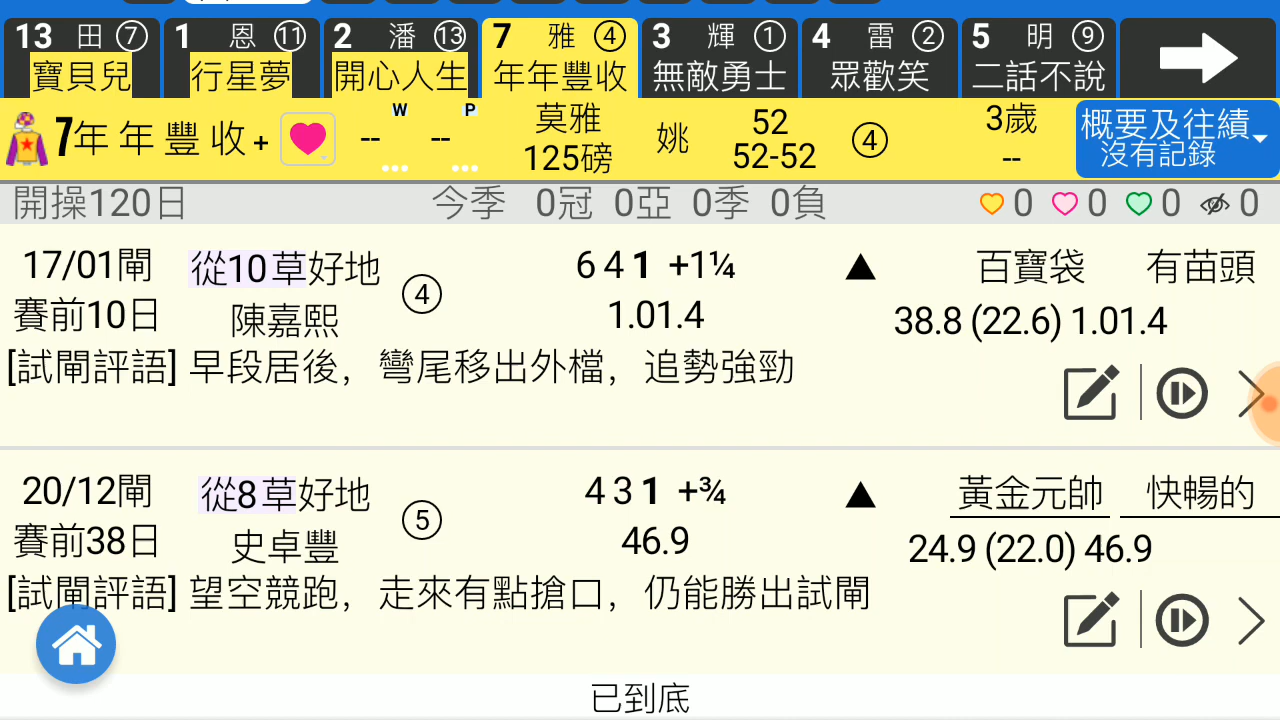 13 田 ⑦ 1 恩 ⑪ 2 潘 ⑬ 7 雅 ④ 3 輝 ① 4 雷 ② 5 明 ⑨
寶貝兒 行星夢 開心人生 年年豐收 無敵勇士 眾歡笑 二話不說
7年年豐收+ -- W -- P 莫雅 姚 52 ④ 3歲 概要及往績
125磅 52-52 -- 沒有記錄
開操120日 今季 0冠 0亞 0季 0負 0 0 0 0
17/01閘 從10草好地 ④ 6 4 1 +1¼ ▲ 百寶袋 有苗頭
賽前10日 陳嘉熙 1.01.4 38.8 (22.6) 1.01.4
[試閘評語] 早段居後，彎尾移出外檔，追勢強勁
20/12閘 從8草好地 ⑤ 4 3 1 +¾ ▲ 黃金元帥 快暢的
賽前38日 史卓豐 46.9 24.9 (22.0) 46.9
[試閘評語] 望空競跑，走來有點搶口，仍能勝出試閘
已到底